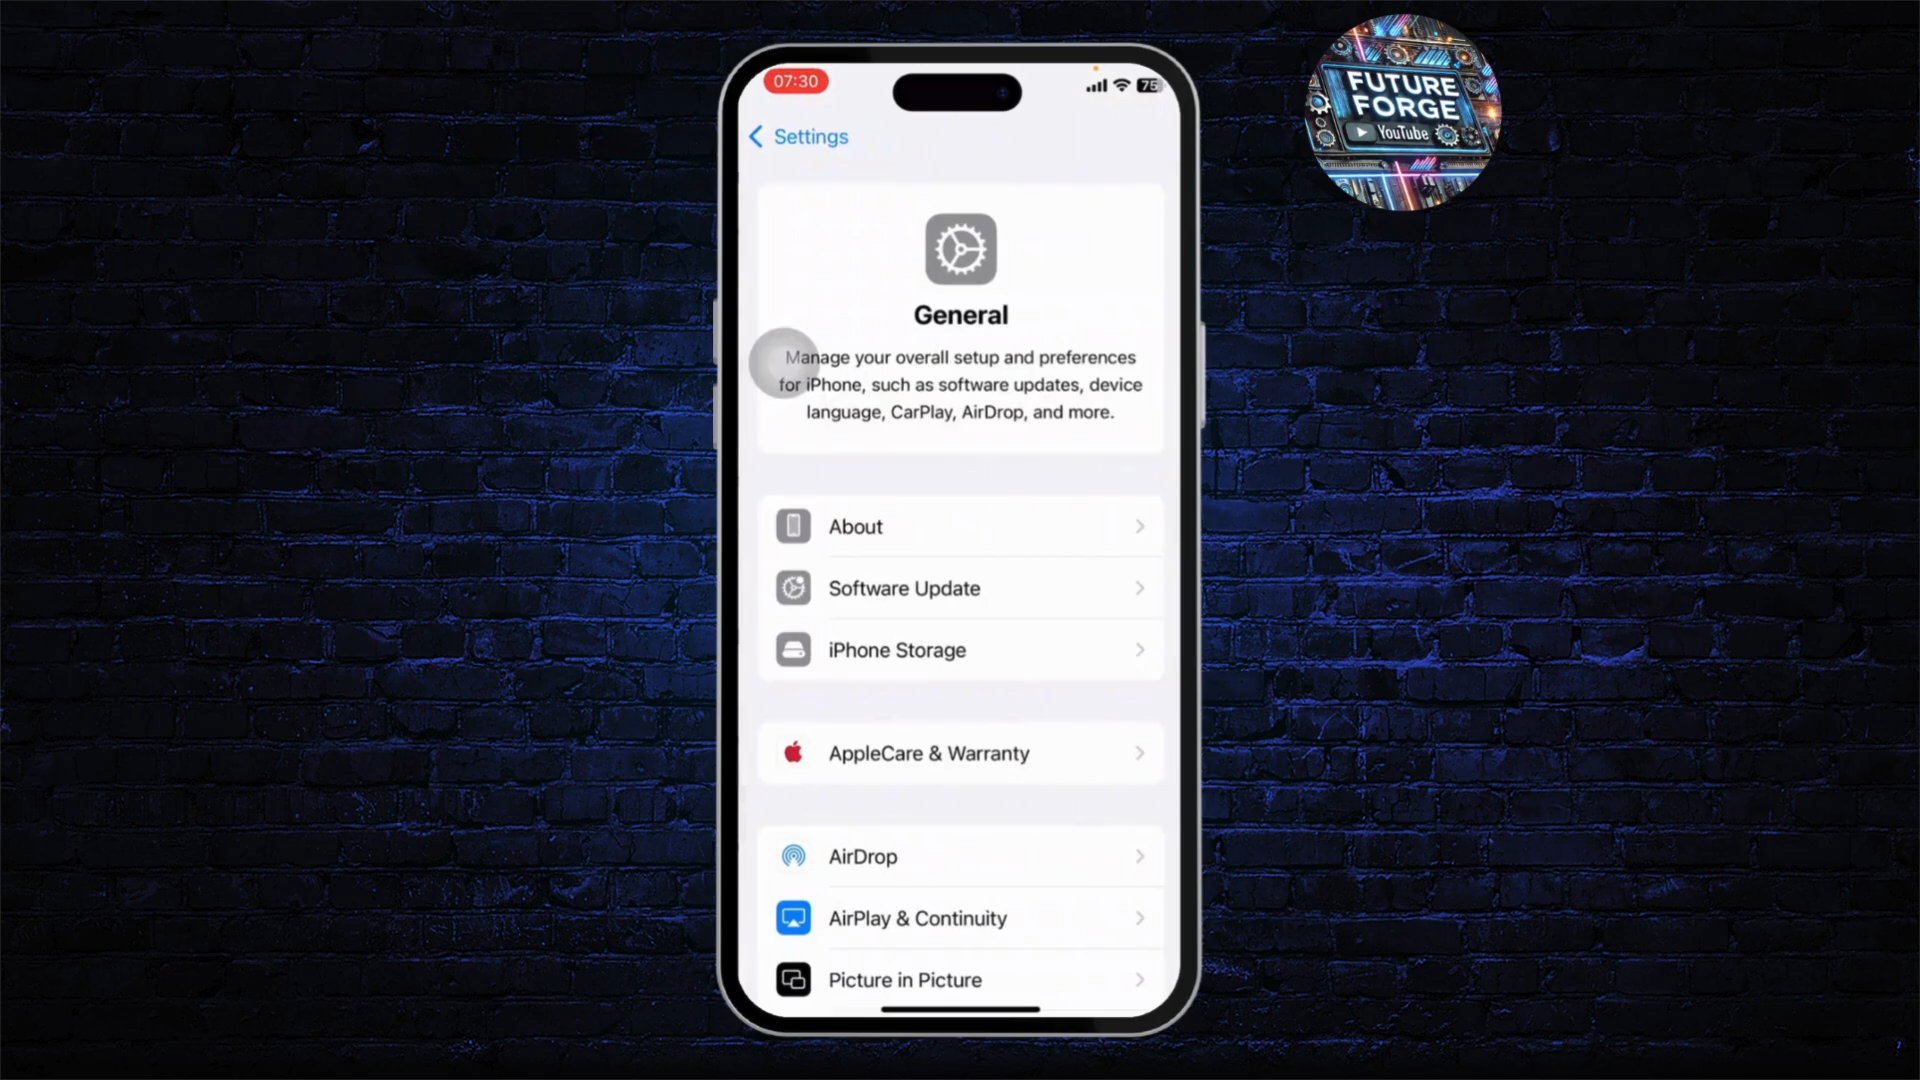 07:30
75
Settings
General
Manage your overall setup and preferences
for iPhone, such as software updates, device
language, CarPlay, AirDrop, and more.
About
Software Update
iPhone Storage
AppleCare & Warranty
AirDrop
AirPlay & Continuity
Picture in Picture
FUTURE
FORGE
YouTube